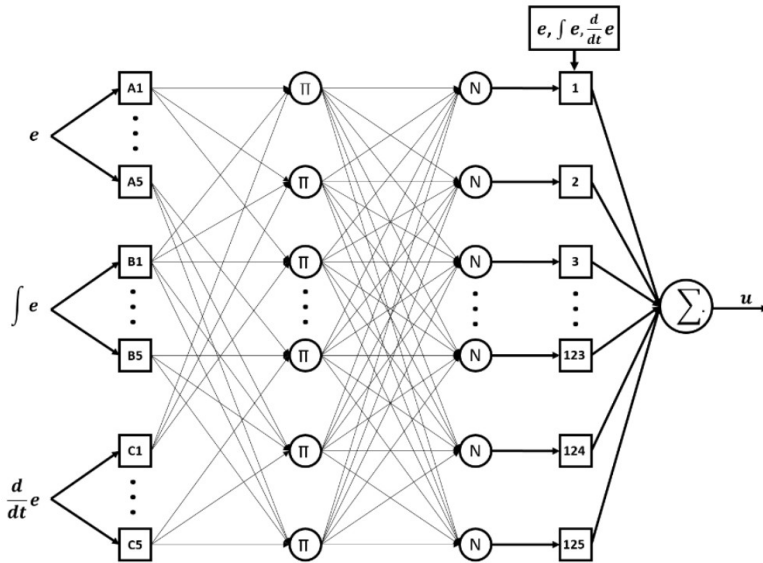 e, ∫ e, d/dt e
A1 Π N 1
e
A5 Π N 2
B1 Π N 3
∫ e
∑. u
B5 Π N 123
C1 Π N 124
d/dt e
C5 Π N 125